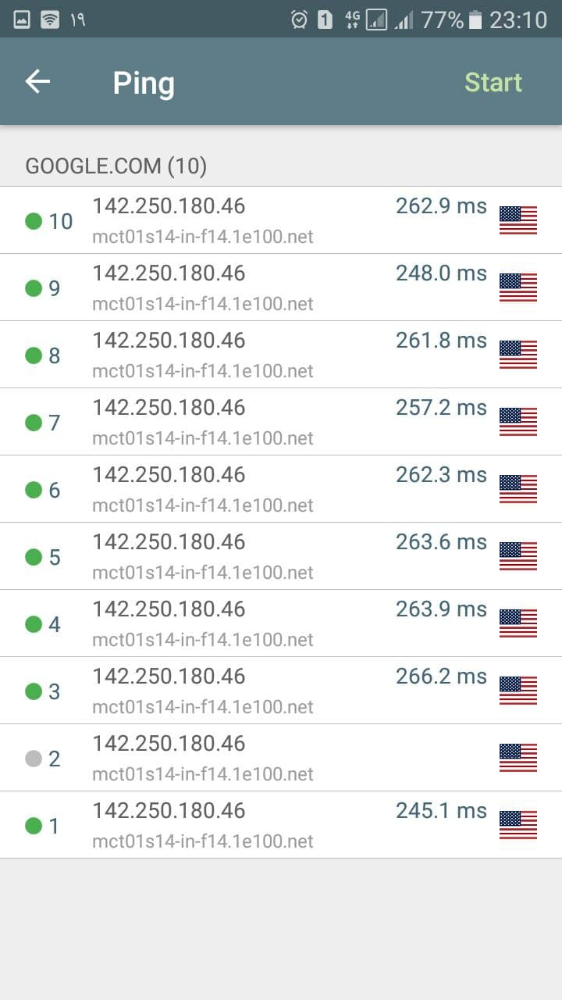 ١٩ 1 4G 77% 23:10
Ping Start
GOOGLE.COM (10)
10 142.250.180.46 262.9 ms
mct01s14-in-f14.1e100.net
9 142.250.180.46 248.0 ms
mct01s14-in-f14.1e100.net
8 142.250.180.46 261.8 ms
mct01s14-in-f14.1e100.net
7 142.250.180.46 257.2 ms
mct01s14-in-f14.1e100.net
6 142.250.180.46 262.3 ms
mct01s14-in-f14.1e100.net
5 142.250.180.46 263.6 ms
mct01s14-in-f14.1e100.net
4 142.250.180.46 263.9 ms
mct01s14-in-f14.1e100.net
3 142.250.180.46 266.2 ms
mct01s14-in-f14.1e100.net
2 142.250.180.46
mct01s14-in-f14.1e100.net
1 142.250.180.46 245.1 ms
mct01s14-in-f14.1e100.net